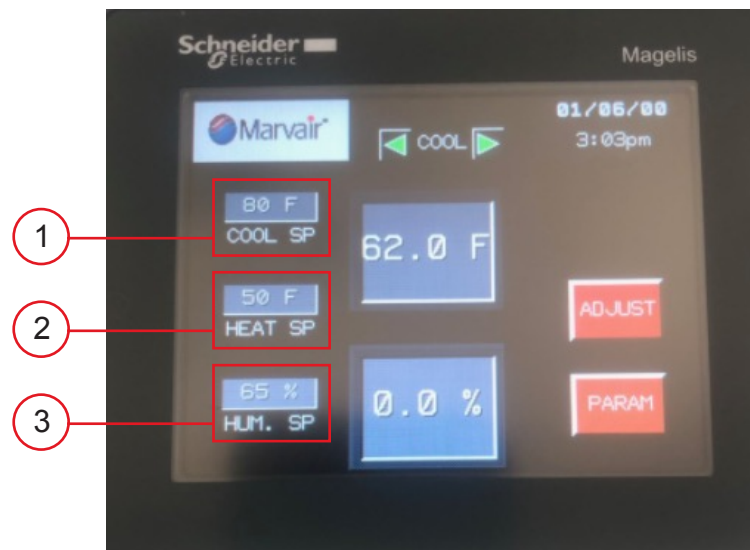 Schneider
Electric
Magelis
Marvair
COOL
01/06/00
3:03pm
1
80 F
COOL SP
62.0 F
2
50 F
HEAT SP
ADJUST
3
65 %
HUM. SP
0.0 %
PARAM